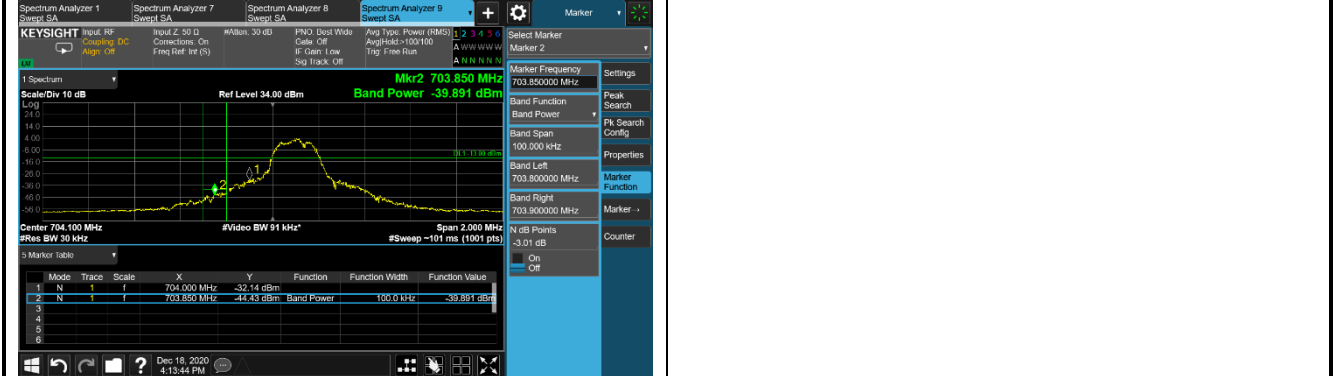 Spectrum Analyzer 1
Swept SA
Spectrum Analyzer 7
Swept SA
Spectrum Analyzer 8
Swept SA
Spectrum Analyzer 9
Swept SA
Marker
KEYSIGHT
Input: RF
Coupling: DC
Align: Off
Input Z: 50 Ω
Corrections: On
Freq Ref: Int (S)
#Atten: 30 dB
PNO: Best Wide
Gate: Off
IF Gain: Low
Sig Track: Off
Avg Type: Power (RMS)
Avg|Hold:>100/100
Trig: Free Run
1 2 3 4 5 6
A W W W W W
A N N N N N
LM
1 Spectrum
Scale/Div 10 dB
Ref Level 34.00 dBm
Mkr2 703.850 MHz
Band Power -39.891 dBm
Log
24.0
14.0
4.00
-6.00
-16.0
-26.0
-36.0
-46.0
-56.0
DL1 -13.00 dBm
1
2
Center 704.100 MHz
#Res BW 30 kHz
#Video BW 91 kHz*
Span 2.000 MHz
#Sweep ~101 ms (1001 pts)
5 Marker Table
Mode Trace Scale X Y Function Function Width Function Value
1 N 1 f 704.000 MHz -32.14 dBm
2 N 1 f 703.850 MHz -44.43 dBm Band Power 100.0 kHz -39.891 dBm
3
4
5
6
Dec 18, 2020
4:13:44 PM
Select Marker
Marker 2
Marker Frequency
703.850000 MHz
Band Function
Band Power
Band Span
100.000 kHz
Band Left
703.800000 MHz
Band Right
703.900000 MHz
N dB Points
-3.01 dB
On
Off
Settings
Peak
Search
Pk Search
Config
Properties
Marker
Function
Marker→
Counter